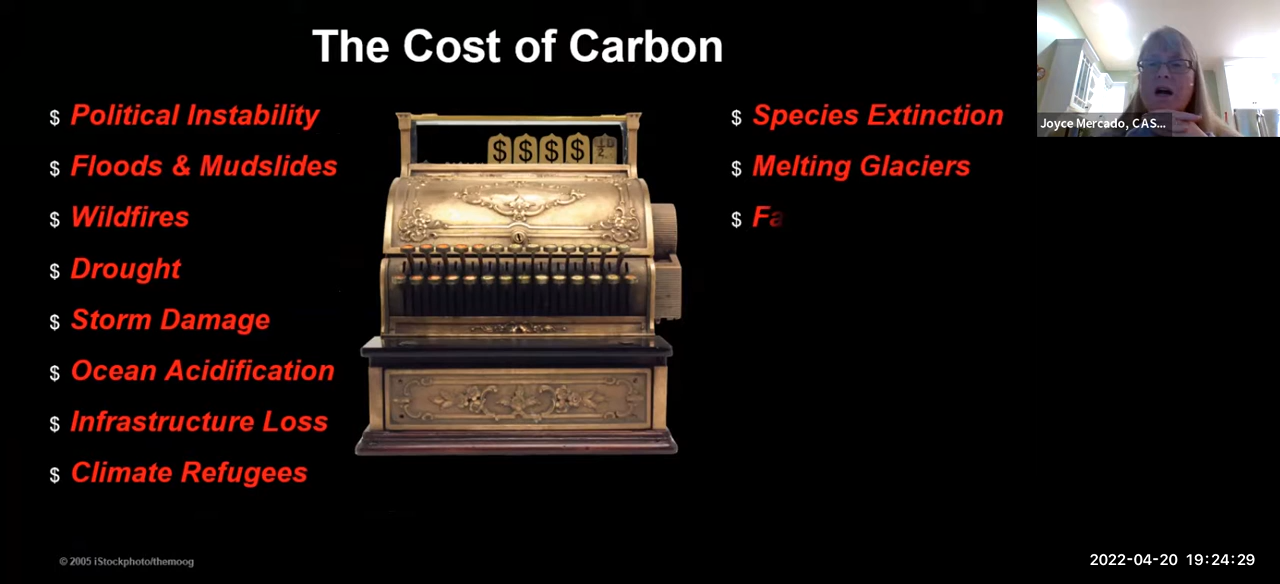 The Cost of Carbon
$ Political Instability
$ Floods & Mudslides
$ Wildfires
$ Drought
$ Storm Damage
$ Ocean Acidification
$ Infrastructure Loss
$ Climate Refugees
$ $ $ $
$ Species Extinction
$ Melting Glaciers
$ Fa
Joyce Mercado, CAS...
© 2005 iStockphoto/themoog
2022-04-20 19:24:29